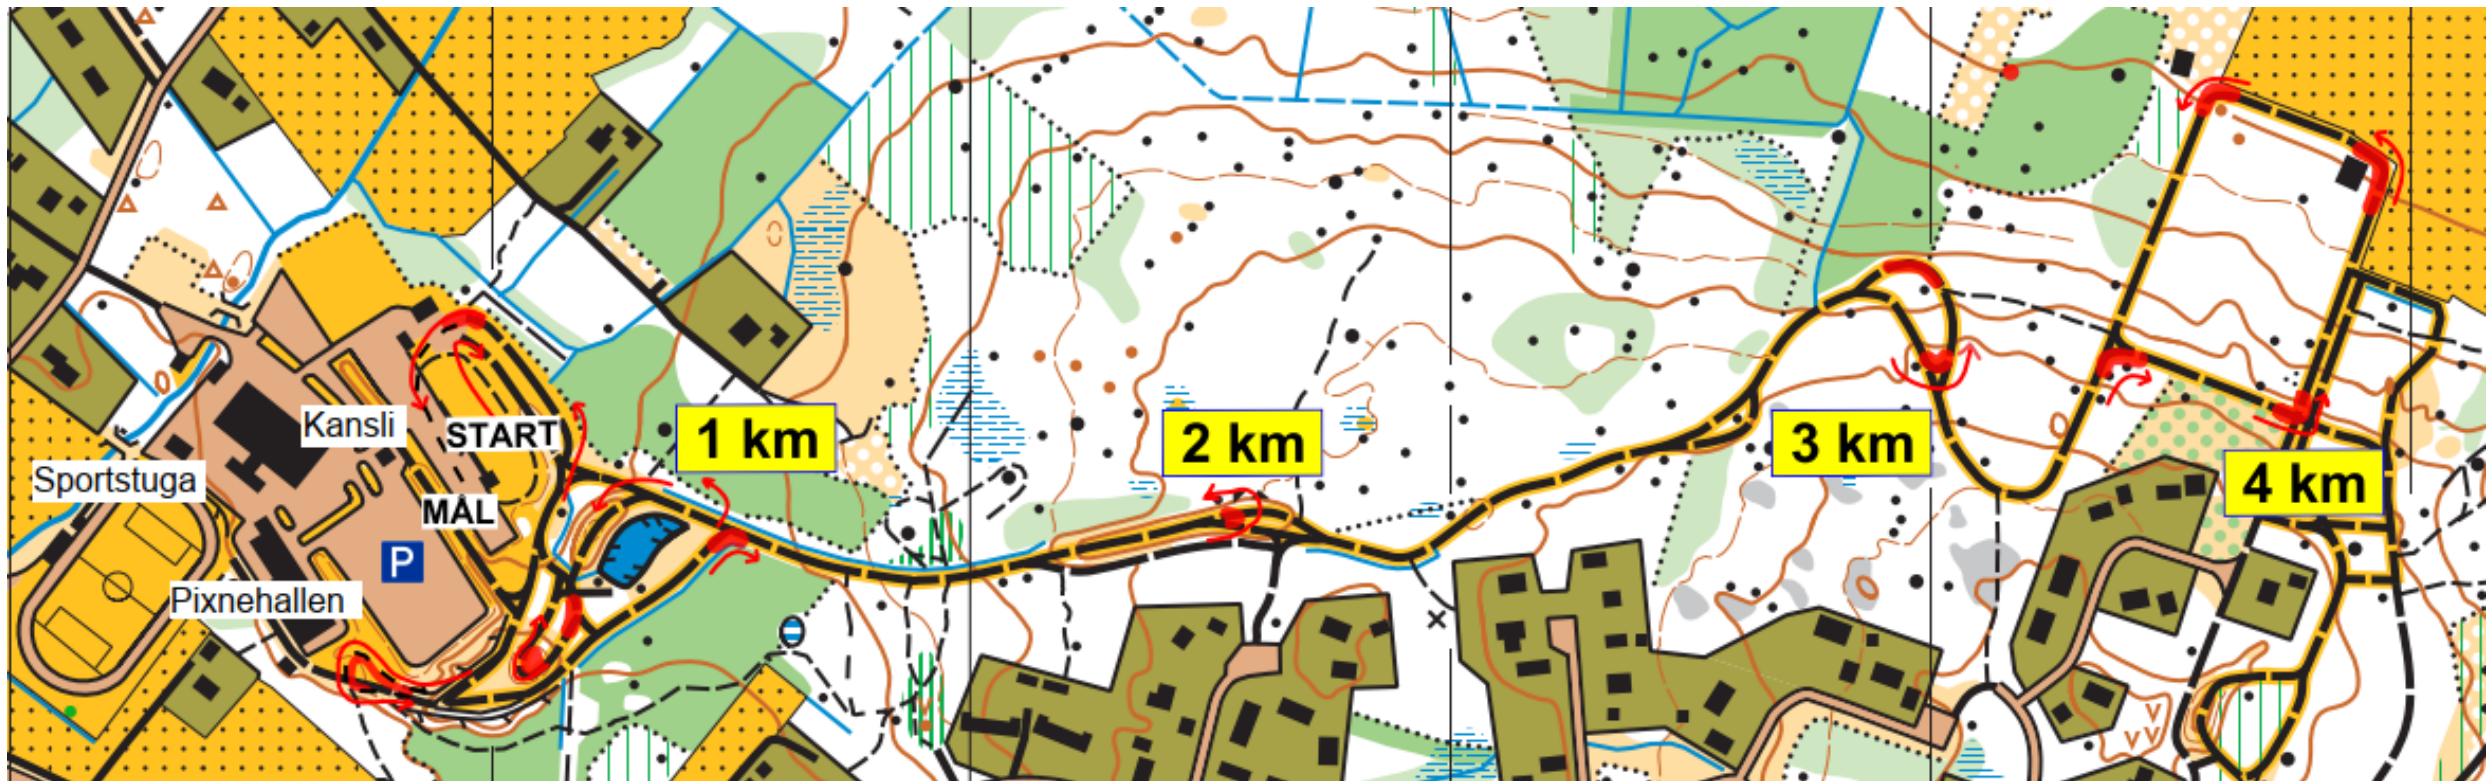 Kansli
START
1 km
2 km
3 km
Sportstuga
MÅL
4 km
P
Pixnehallen